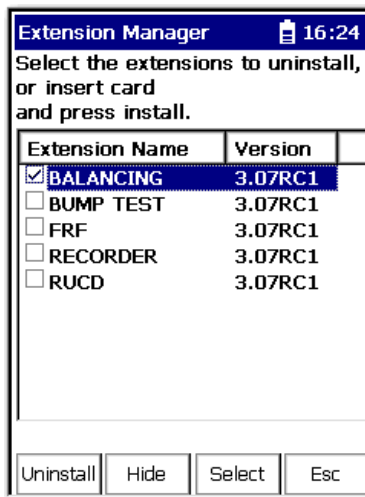 Extension Manager 16:24
Select the extensions to uninstall,
or insert card
and press install.
Extension Name Version
BALANCING 3.07RC1
BUMP TEST 3.07RC1
FRF 3.07RC1
RECORDER 3.07RC1
RUCD 3.07RC1
Uninstall Hide Select Esc